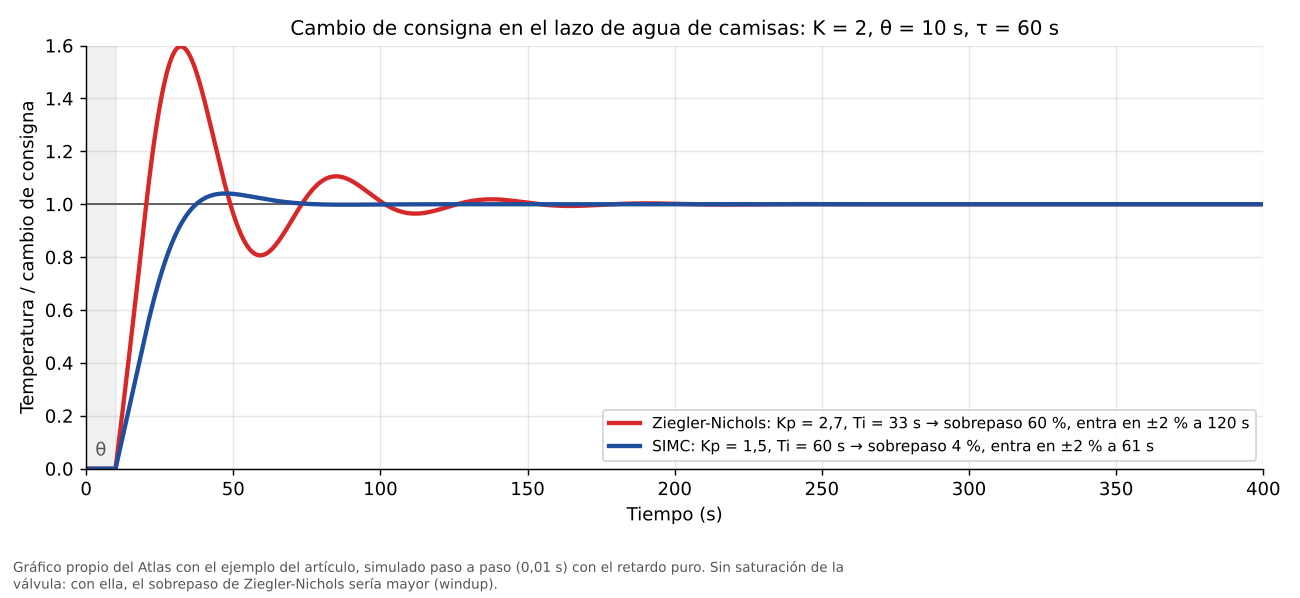 Cambio de consigna en el lazo de agua de camisas: K = 2, θ = 10 s, τ = 60 s
Temperatura / cambio de consigna
1.6
1.4
1.2
1.0
0.8
0.6
0.4
0.2
0.0
θ
Ziegler-Nichols: Kp = 2,7, Ti = 33 s → sobrepaso 60 %, entra en ±2 % a 120 s
SIMC: Kp = 1,5, Ti = 60 s → sobrepaso 4 %, entra en ±2 % a 61 s
0 50 100 150 200 250 300 350 400
Tiempo (s)
Gráfico propio del Atlas con el ejemplo del artículo, simulado paso a paso (0,01 s) con el retardo puro. Sin saturación de la
válvula: con ella, el sobrepaso de Ziegler-Nichols sería mayor (windup).